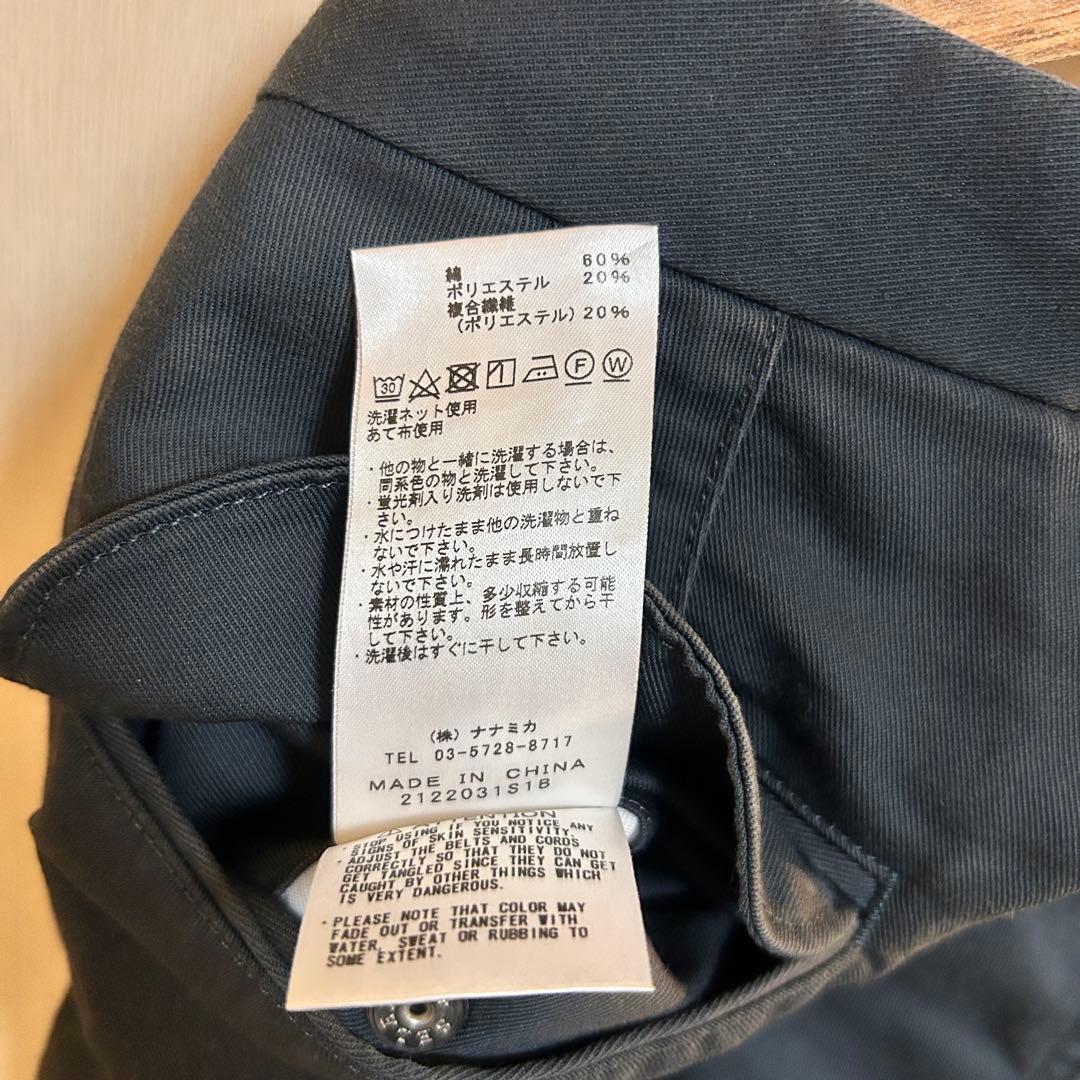 綿 60%
ポリエステル 20%
複合繊維
(ポリエステル) 20%
30 F W
洗濯ネット使用
あて布使用
・他の物と一緒に洗濯する場合は、
同系色の物と洗濯して下さい。
・蛍光剤入り洗剤は使用しないで下
さい。
・水につけたまま他の洗濯物と重ね
ないで下さい。
・水や汗に濡れたまま長時間放置し
ないで下さい。
・素材の性質上、多少収縮する可能
性があります。形を整えてから干
して下さい。
・洗濯後はすぐに干して下さい。
(株) ナナミカ
TEL 03-5728-8717
MADE IN CHINA
2122031S1B
ATTENTION
STOP USING IF YOU NOTICE ANY
SIGNS OF SKIN SENSITIVITY.
・ADJUST THE BELTS AND CORDS
CORRECTLY SO THAT THEY DO NOT
GET TANGLED SINCE THEY CAN GET
CAUGHT BY OTHER THINGS WHICH
IS VERY DANGEROUS.
・PLEASE NOTE THAT COLOR MAY
FADE OUT OR TRANSFER WITH
WATER, SWEAT OR RUBBING TO
SOME EXTENT.